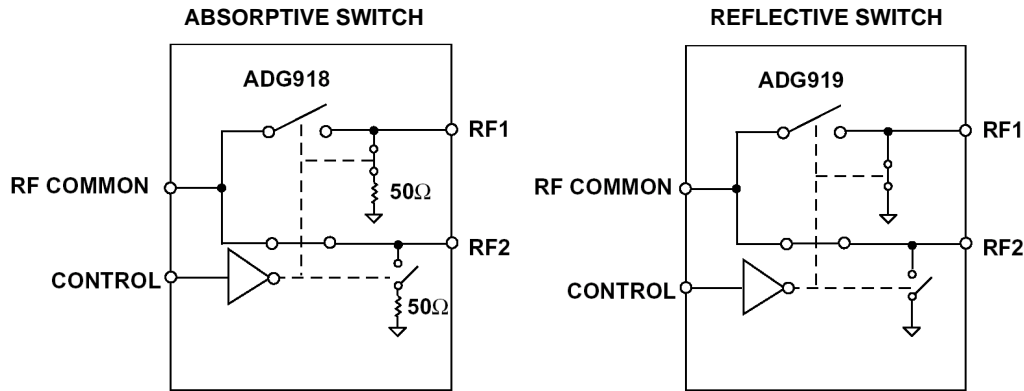 ABSORPTIVE SWITCH
ADG918
RF1
RF COMMON
50Ω
RF2
CONTROL
50Ω
REFLECTIVE SWITCH
ADG919
RF1
RF COMMON
RF2
CONTROL